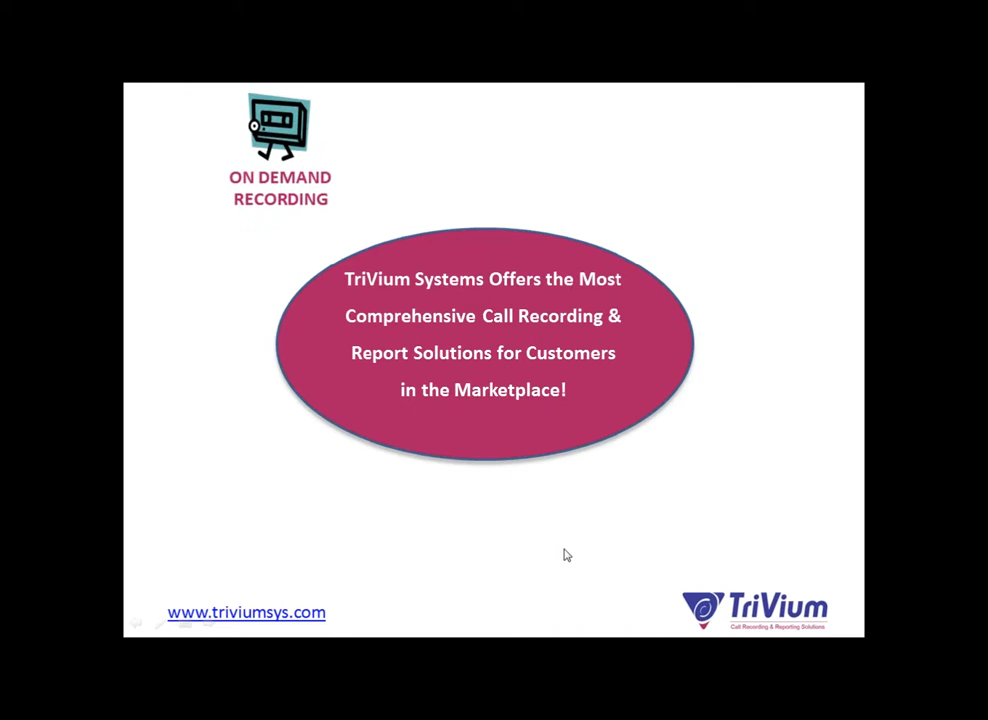 ON DEMAND
RECORDING
TriVium Systems Offers the Most
Comprehensive Call Recording &
Report Solutions for Customers
in the Marketplace!
www.triviumsys.com
TriVium
Call Recording & Reporting Solutions